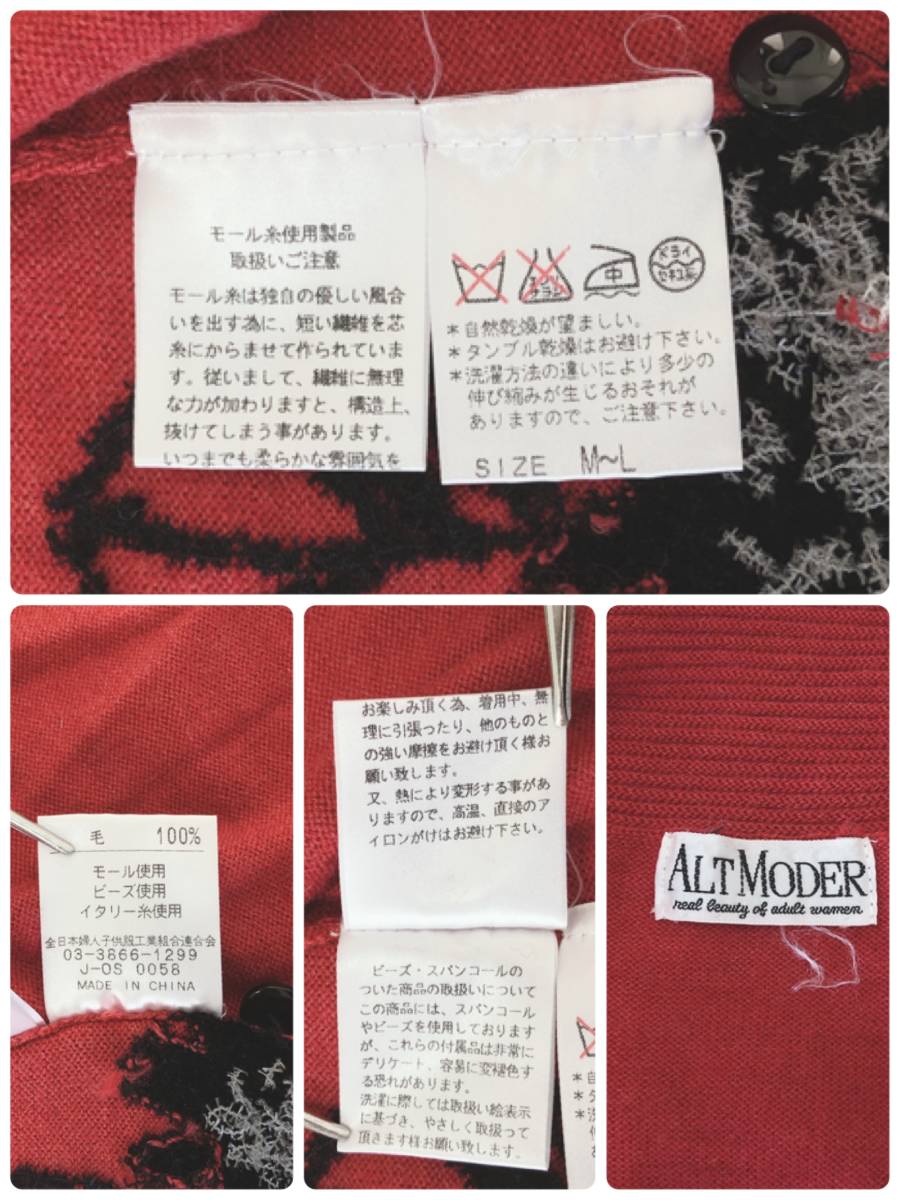 モール糸使用製品
取扱いご注意
モール糸は独自の優しい風合
いを出す為に、短い繊維を芯
糸にからませて作られていま
す。従いまして、繊維に無理
な力が加わりますと、構造上、
抜けてしまう事があります。
いつまでも柔らかな雰囲気を
エンソ
チラシ
中
ドライ
セキユ系
*自然乾燥が望ましい。
*タンブル乾燥はお避け下さい。
*洗濯方法の違いにより多少の
伸び縮みが生じるおそれが
ありますので、ご注意下さい。
SIZE M~L
毛 100%
モール使用
ビーズ使用
イタリー糸使用
全日本婦人子供服工業組合連合会
03-3866-1299
J-OS 0058
MADE IN CHINA
お楽しみ頂く為、着用中、無
理に引張ったり、他のものと
の強い摩擦をお避け頂く様お
願い致します。
又、熱により変形する事があ
りますので、高温、直接のア
イロンがけはお避け下さい。
ビーズ・スパンコールの
ついた商品の取扱いについて
この商品には、スパンコール
やビーズを使用しております
が、これらの付属品は非常に
デリケート、容易に変褪色す
る恐れがあります。
洗濯に際しては取扱い絵表示
に基づき、やさしく取扱って
頂きます様お願い致します。
*自
*タ
*洗
ALTMODER
real beauty of adult women